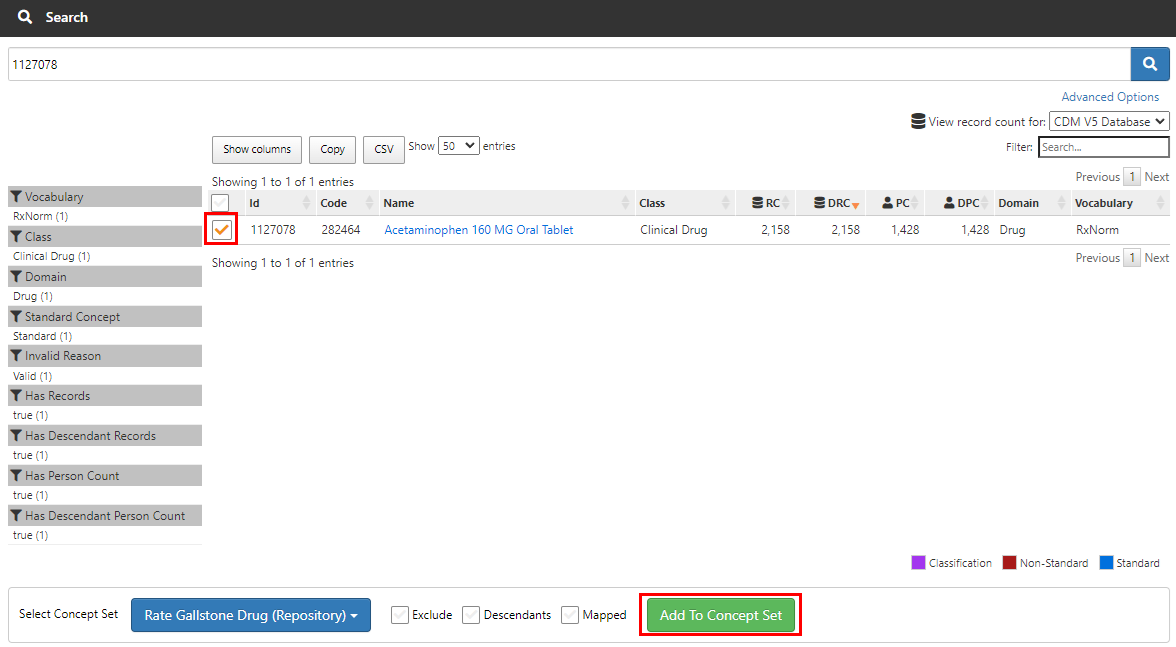 Search
1127078
Advanced Options
View record count for: CDM V5 Database
Show columns Copy CSV Show 50 entries
Filter: Search...
Showing 1 to 1 of 1 entries
Previous 1 Next
Vocabulary
RxNorm (1)
Class
Clinical Drug (1)
Domain
Drug (1)
Standard Concept
Standard (1)
Invalid Reason
Valid (1)
Has Records
true (1)
Has Descendant Records
true (1)
Has Person Count
true (1)
Has Descendant Person Count
true (1)
Id Code Name Class RC DRC PC DPC Domain Vocabulary
1127078 282464 Acetaminophen 160 MG Oral Tablet Clinical Drug 2,158 2,158 1,428 1,428 Drug RxNorm
Showing 1 to 1 of 1 entries
Previous 1 Next
Classification Non-Standard Standard
Select Concept Set Rate Gallstone Drug (Repository) Exclude Descendants Mapped Add To Concept Set